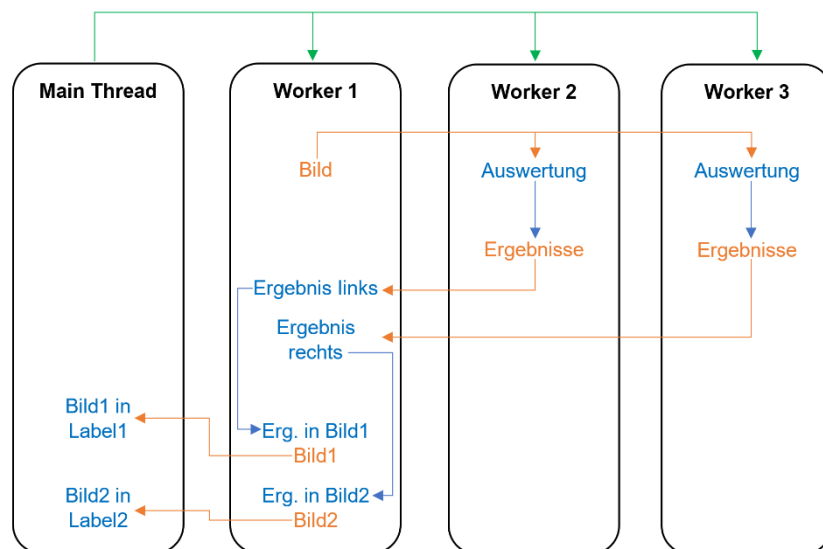 Main Thread
Worker 1
Worker 2
Worker 3
Bild
Auswertung
Auswertung
Ergebnisse
Ergebnisse
Ergebnis links
Ergebnis
rechts
Bild1 in
Label1
Erg. in Bild1
Bild1
Bild2 in
Label2
Erg. in Bild2
Bild2